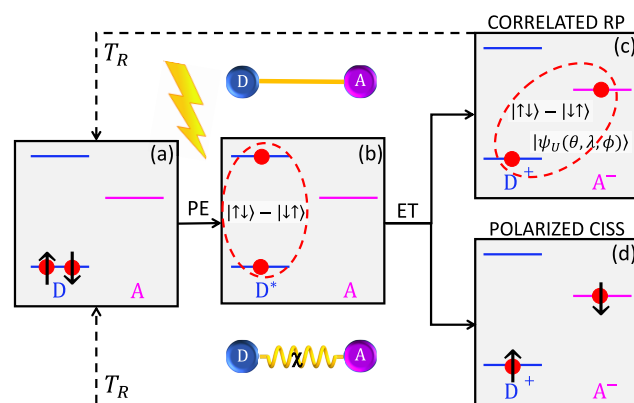 CORRELATED RP
T_R
D A
(c)
|↑↓⟩ − |↓↑⟩
|ψ_U(θ, λ, φ)⟩
D⁺ A⁻
(a)
D A
PE
(b)
|↑↓⟩ − |↓↑⟩
D* A
ET
POLARIZED CISS
(d)
D⁺ A⁻
D χ A
T_R